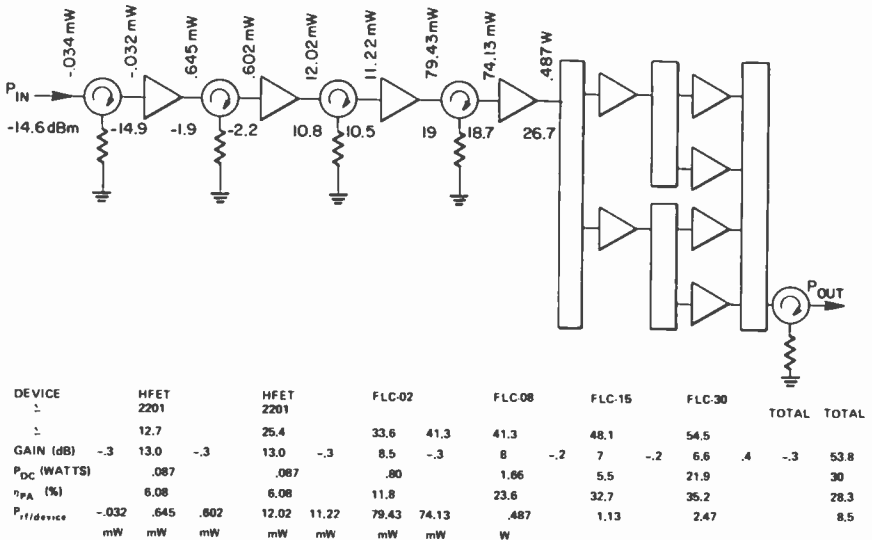 -.034 mW
-.032 mW
.645 mW
.602 mW
12.02 mW
11.22 mW
79.43 mW
74.13 mW
.487 W
P IN
-14.6 dBm
-14.9
-1.9
-2.2
10.8
10.5
19
18.7
26.7
P OUT
DEVICE HFET HFET FLC-02 FLC-08 FLC-15 FLC-30
2201 2201 TOTAL TOTAL
12.7 25.4 33.6 41.3 41.3 48.1 54.5
GAIN (dB) -.3 13.0 -.3 13.0 -.3 8.5 -.3 8 -.2 7 -.2 6.6 .4 -.3 53.8
P DC (WATTS) .087 .087 .80 1.66 5.5 21.9 30
ηPA (%) 6.08 6.08 11.8 23.6 32.7 35.2 28.3
P rf/device -.032 .645 .602 12.02 11.22 79.43 74.13 .487 1.13 2.47 8.5
mW mW mW mW mW mW mW W